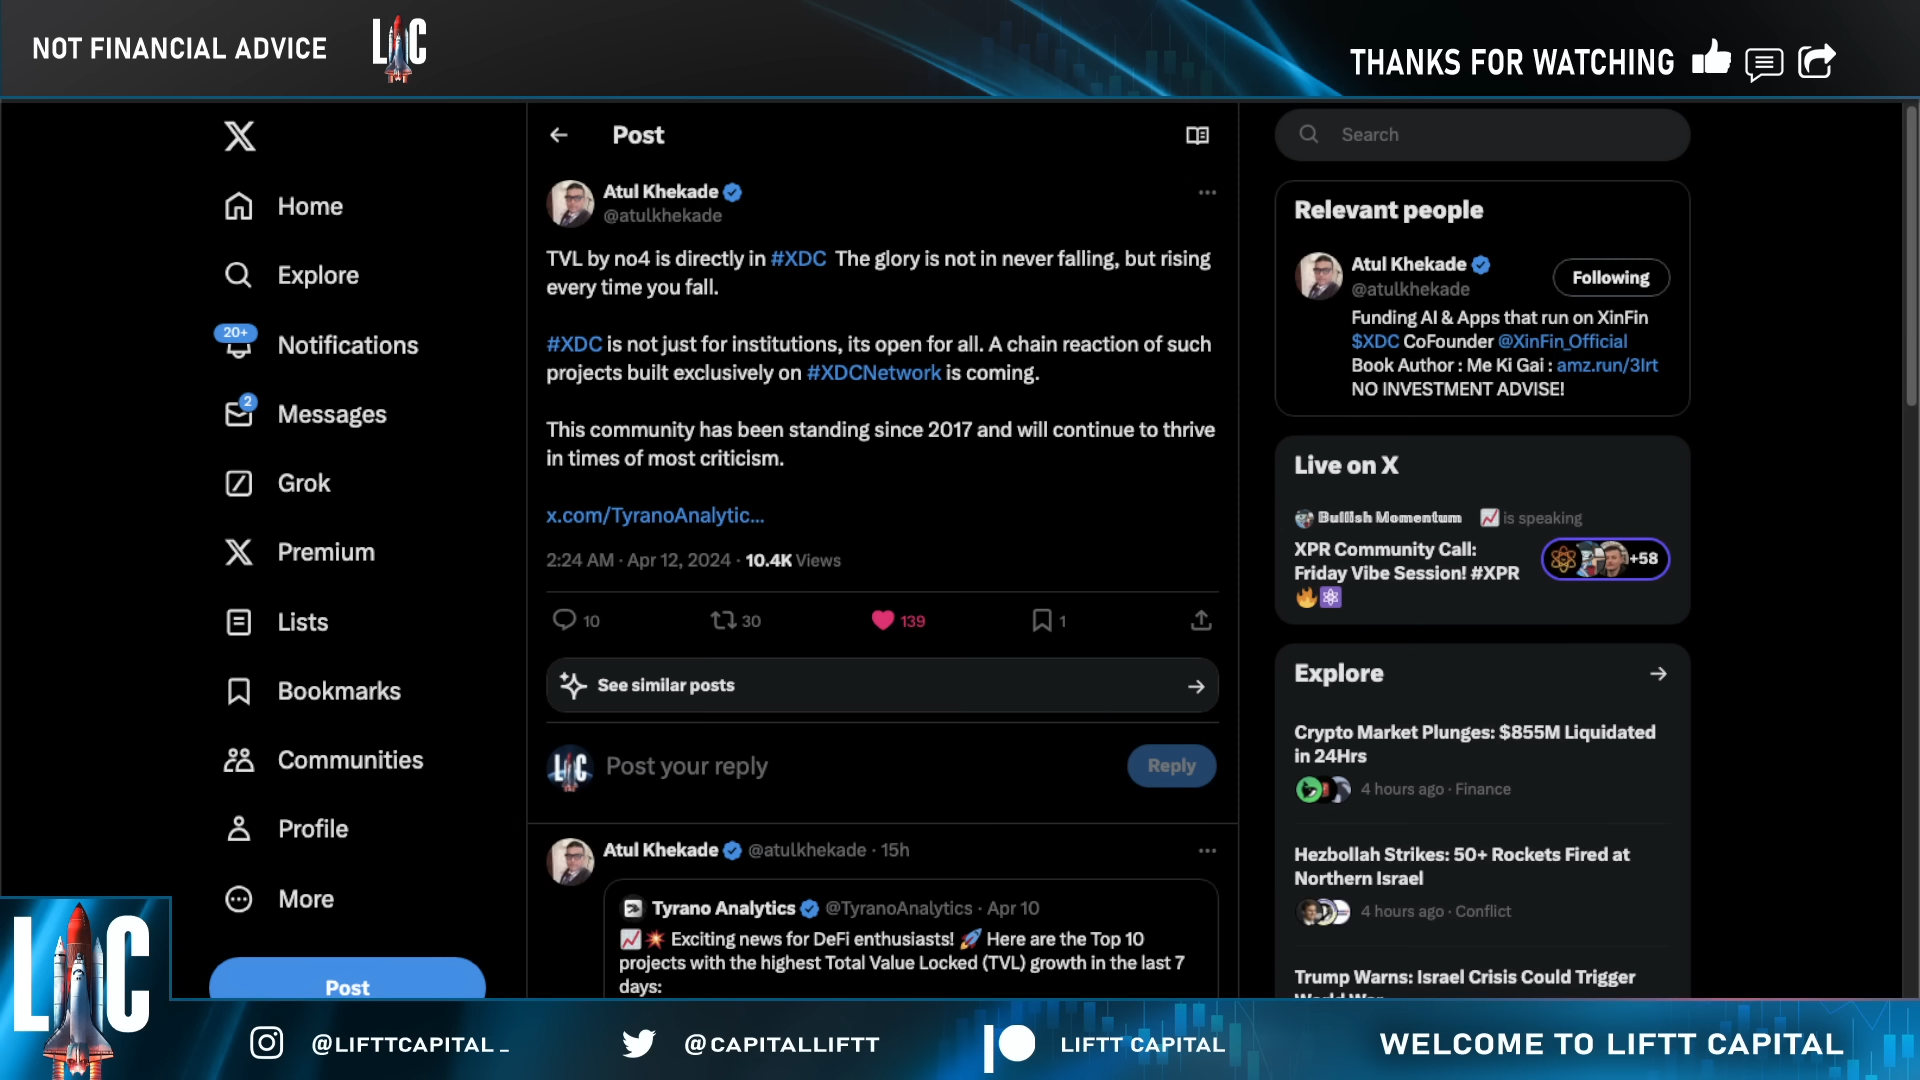 NOT FINANCIAL ADVICE
LC
THANKS FOR WATCHING
Home
Explore
20+
Notifications
2
Messages
Grok
Premium
Lists
Bookmarks
Communities
Profile
More
Post
Post
Atul Khekade
@atulkhekade
TVL by no4 is directly in #XDC The glory is not in never falling, but rising
every time you fall.
#XDC is not just for institutions, its open for all. A chain reaction of such
projects built exclusively on #XDCNetwork is coming.
This community has been standing since 2017 and will continue to thrive
in times of most criticism.
x.com/TyranoAnalytic...
2:24 AM · Apr 12, 2024 · 10.4K Views
10 30 139 1
See similar posts
Post your reply
Reply
Atul Khekade @atulkhekade · 15h
Tyrano Analytics @TyranoAnalytics · Apr 10
📈💥 Exciting news for DeFi enthusiasts! 🚀 Here are the Top 10
projects with the highest Total Value Locked (TVL) growth in the last 7
days:
Search
Relevant people
Atul Khekade
@atulkhekade
Following
Funding AI & Apps that run on XinFin
$XDC CoFounder @XinFin_Official
Book Author : Me Ki Gai : amz.run/3Irt
NO INVESTMENT ADVISE!
Live on X
Bullish Momentum 📈 is speaking
XPR Community Call:
Friday Vibe Session! #XPR
🔥⚛
+58
Explore
Crypto Market Plunges: $855M Liquidated
in 24Hrs
4 hours ago · Finance
Hezbollah Strikes: 50+ Rockets Fired at
Northern Israel
4 hours ago · Conflict
Trump Warns: Israel Crisis Could Trigger
LC
@LIFTTCAPITAL_
@CAPITALLIFTT
LIFTT CAPITAL
WELCOME TO LIFTT CAPITAL